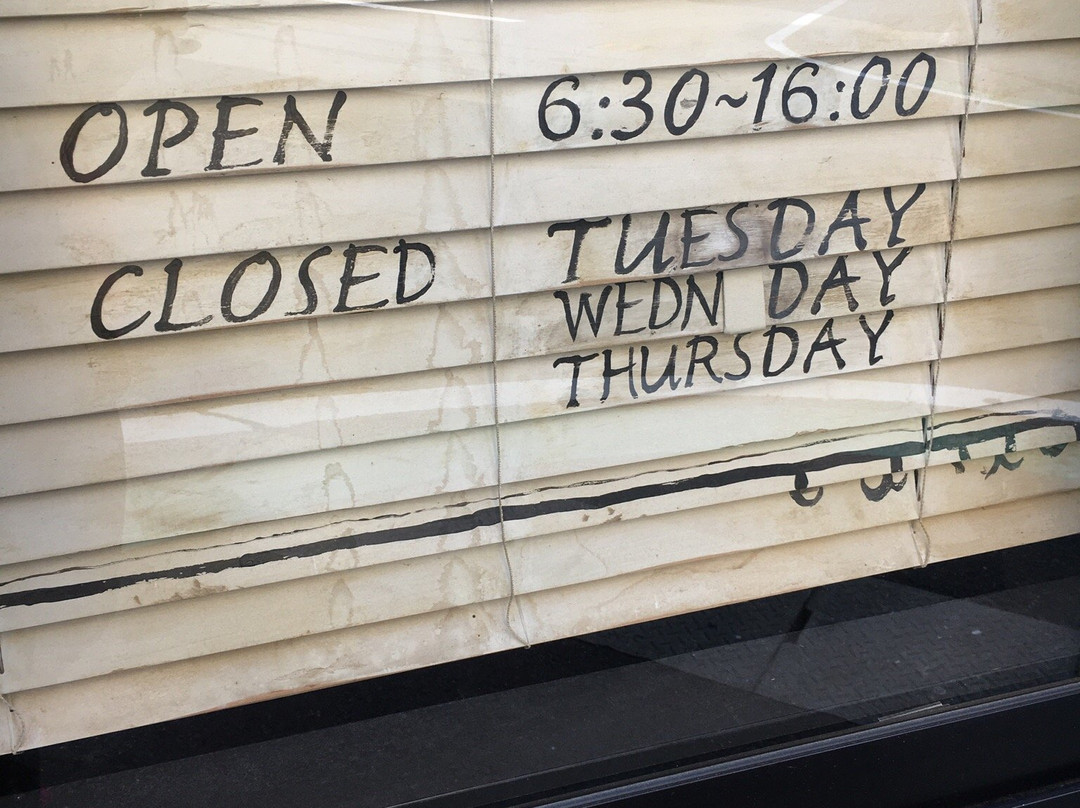 OPEN 6:30~16:00
TUESDAY
CLOSED WEDN DAY
THURSDAY